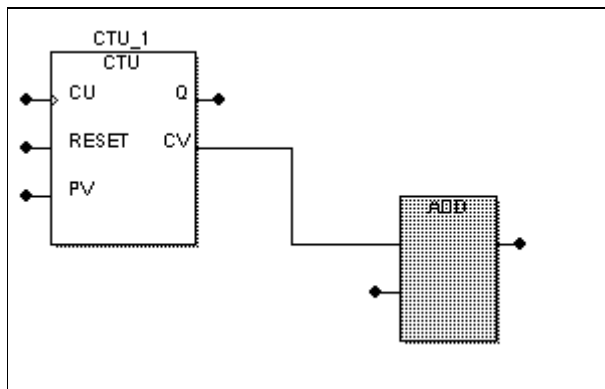 CTU_1
CTU
CU Q
RESET CV
PV
ADD